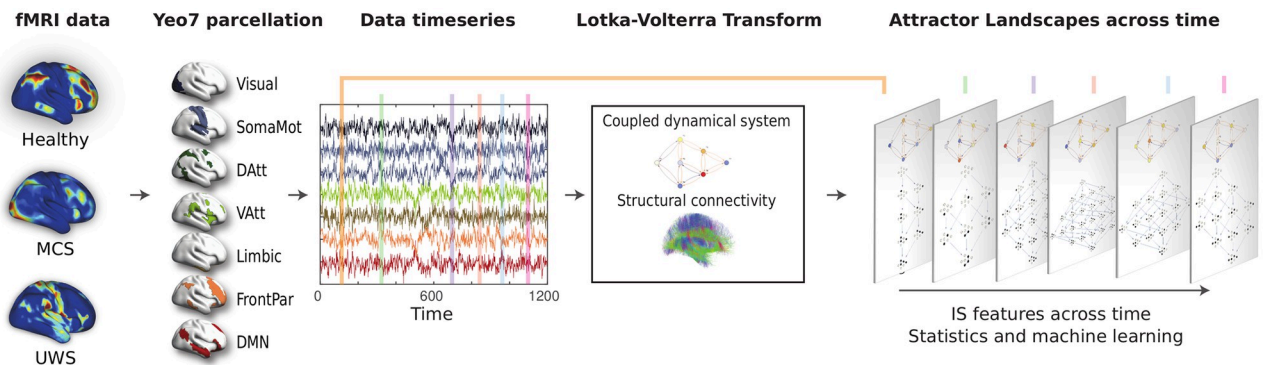 fMRI data
Yeo7 parcellation
Data timeseries
Lotka-Volterra Transform
Attractor Landscapes across time
Healthy
MCS
UWS
Visual
SomaMot
DAtt
VAtt
Limbic
FrontPar
DMN
0
600
1200
Time
Coupled dynamical system
Structural connectivity
IS features across time
Statistics and machine learning